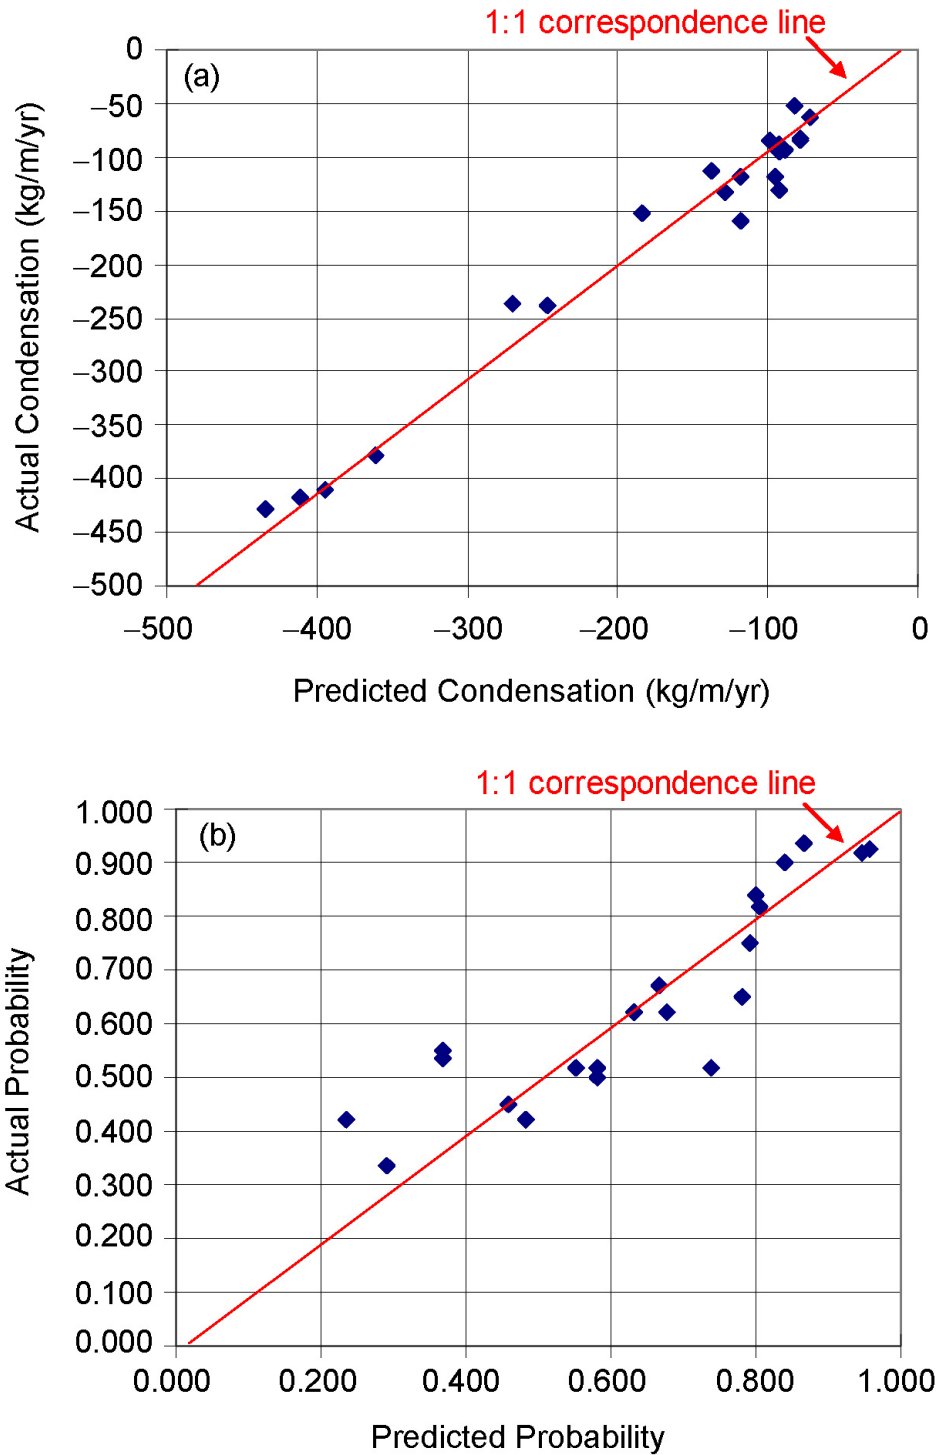 1:1 correspondence line
(a)
0
–50
–100
–150
–200
–250
–300
–350
–400
–450
–500
Actual Condensation (kg/m/yr)
–500 –400 –300 –200 –100 0
Predicted Condensation (kg/m/yr)
1:1 correspondence line
(b)
1.000
0.900
0.800
0.700
0.600
0.500
0.400
0.300
0.200
0.100
0.000
Actual Probability
0.000 0.200 0.400 0.600 0.800 1.000
Predicted Probability